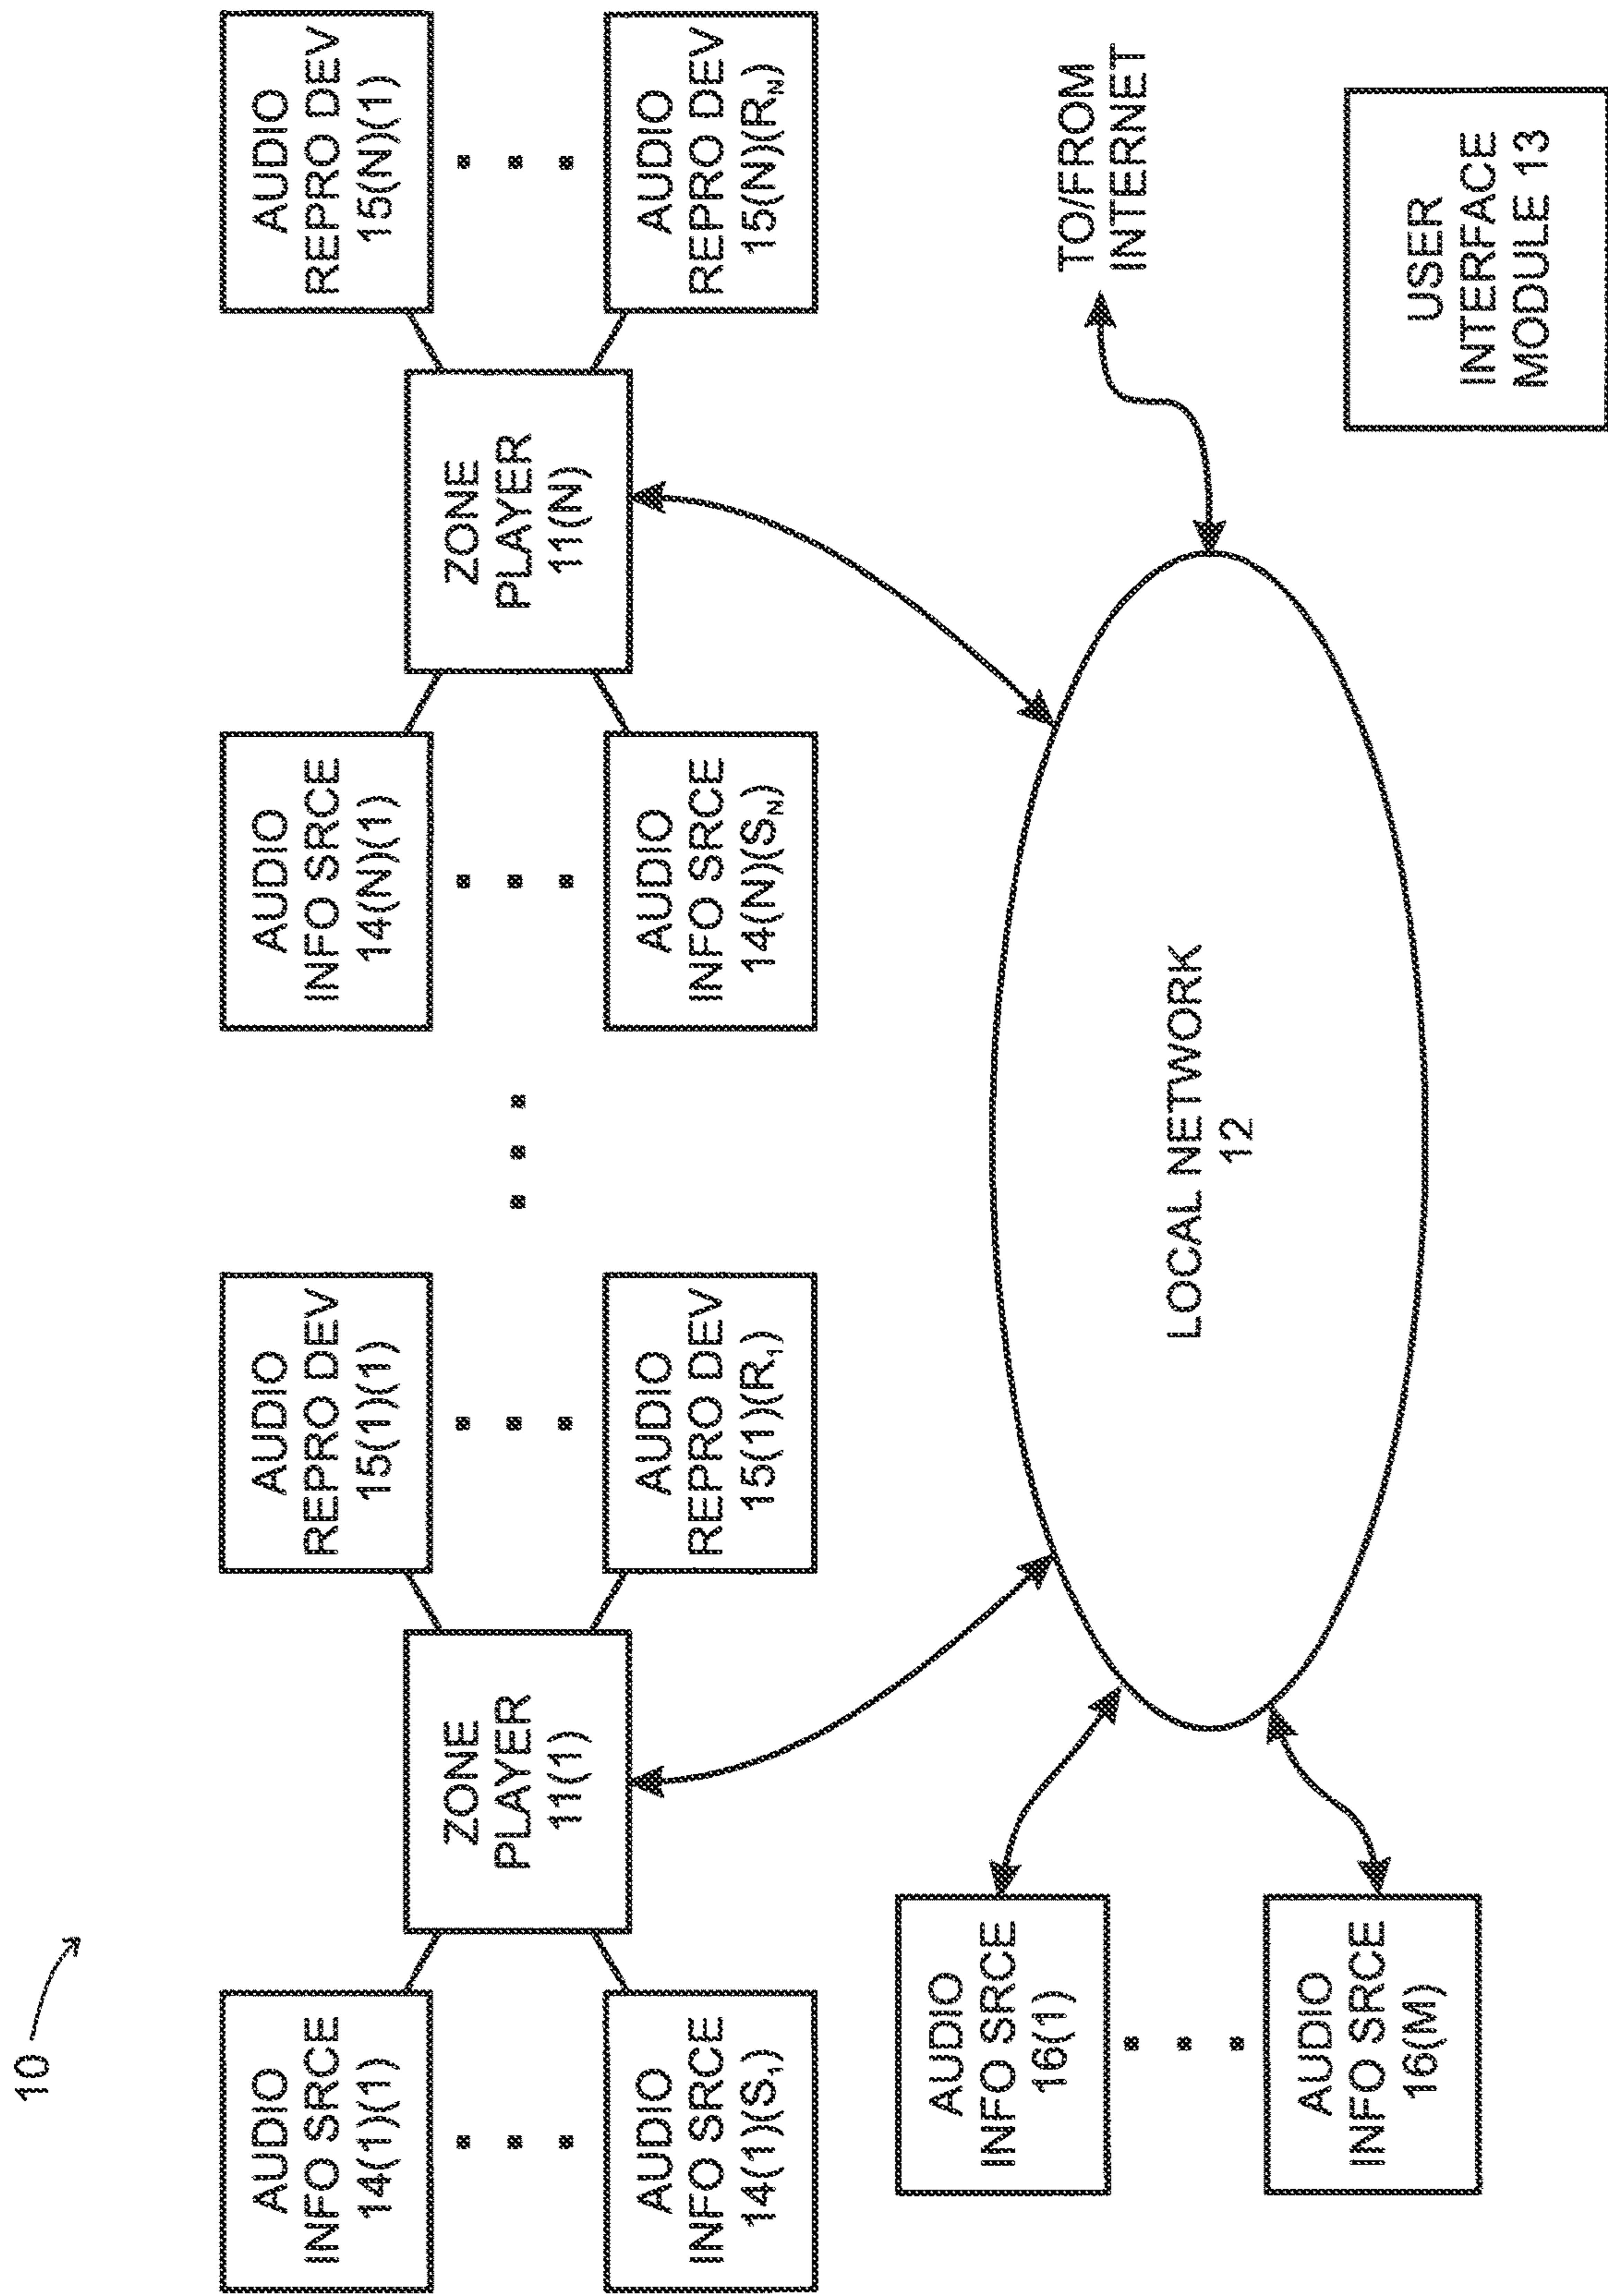 10
AUDIO
INFO SRCE
14(1)(1)
AUDIO
INFO SRCE
14(1)(S₁)
ZONE
PLAYER
11(1)
AUDIO
REPRO DEV
15(1)(1)
AUDIO
REPRO DEV
15(1)(R₁)
AUDIO
INFO SRCE
14(N)(1)
AUDIO
INFO SRCE
14(N)(S_N)
ZONE
PLAYER
11(N)
AUDIO
REPRO DEV
15(N)(1)
AUDIO
REPRO DEV
15(N)(R_N)
AUDIO
INFO SRCE
16(1)
AUDIO
INFO SRCE
16(M)
LOCAL NETWORK
12
TO/FROM
INTERNET
USER
INTERFACE
MODULE 13